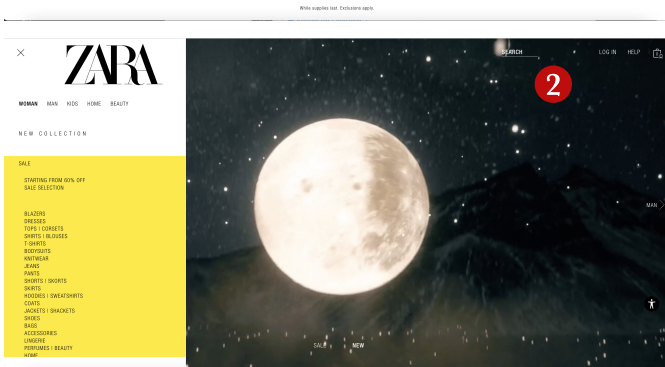 While supplies last. Exclusions apply.
ZARA
SEARCH
LOG IN
HELP
2
WOMAN MAN KIDS HOME BEAUTY
NEW COLLECTION
SALE
STARTING FROM 60% OFF
SALE SELECTION
BLAZERS
DRESSES
TOPS | CORSETS
SHIRTS | BLOUSES
T-SHIRTS
BODYSUITS
KNITWEAR
JEANS
PANTS
SHORTS | SKORTS
SKIRTS
HOODIES | SWEATSHIRTS
COATS
JACKETS | SHACKETS
SHOES
BAGS
ACCESSORIES
LINGERIE
PERFUMES | BEAUTY
HOME
MAN
SALE NEW